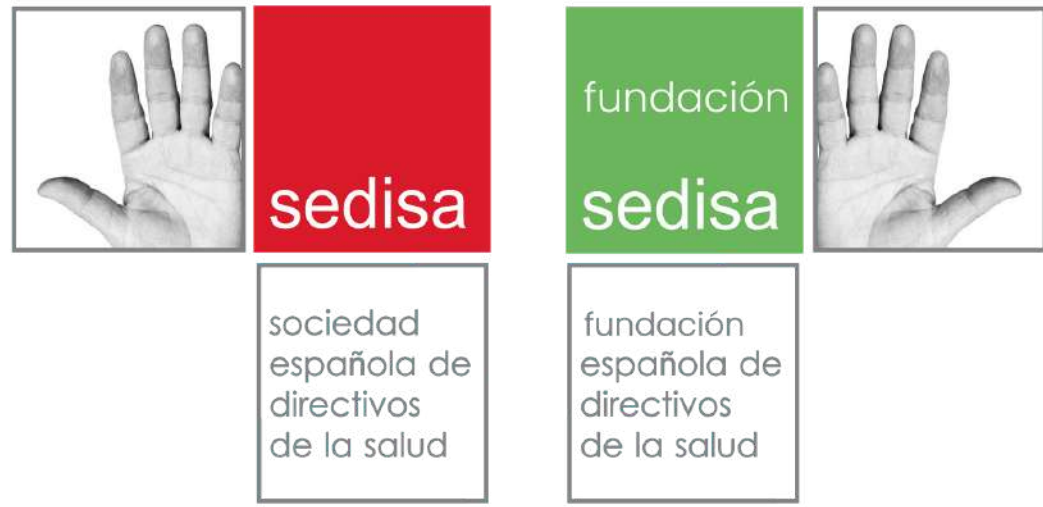 sedisa
sociedad
española de
directivos
de la salud
fundación
sedisa
fundación
española de
directivos
de la salud